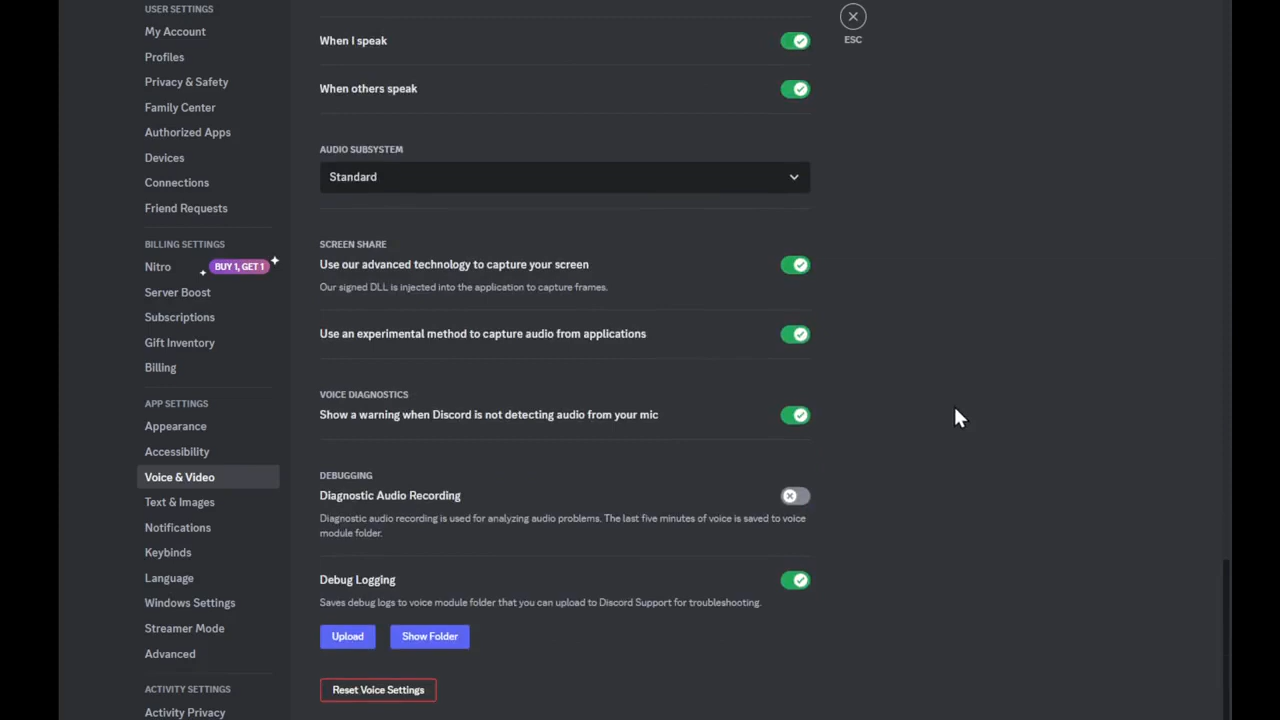 USER SETTINGS
My Account
Profiles
Privacy & Safety
Family Center
Authorized Apps
Devices
Connections
Friend Requests
BILLING SETTINGS
Nitro
BUY 1, GET 1
Server Boost
Subscriptions
Gift Inventory
Billing
APP SETTINGS
Appearance
Accessibility
Voice & Video
Text & Images
Notifications
Keybinds
Language
Windows Settings
Streamer Mode
Advanced
ACTIVITY SETTINGS
Activity Privacy
When I speak
When others speak
AUDIO SUBSYSTEM
Standard
SCREEN SHARE
Use our advanced technology to capture your screen
Our signed DLL is injected into the application to capture frames.
Use an experimental method to capture audio from applications
VOICE DIAGNOSTICS
Show a warning when Discord is not detecting audio from your mic
DEBUGGING
Diagnostic Audio Recording
Diagnostic audio recording is used for analyzing audio problems. The last five minutes of voice is saved to voice
module folder.
Debug Logging
Saves debug logs to voice module folder that you can upload to Discord Support for troubleshooting.
Upload
Show Folder
Reset Voice Settings
ESC